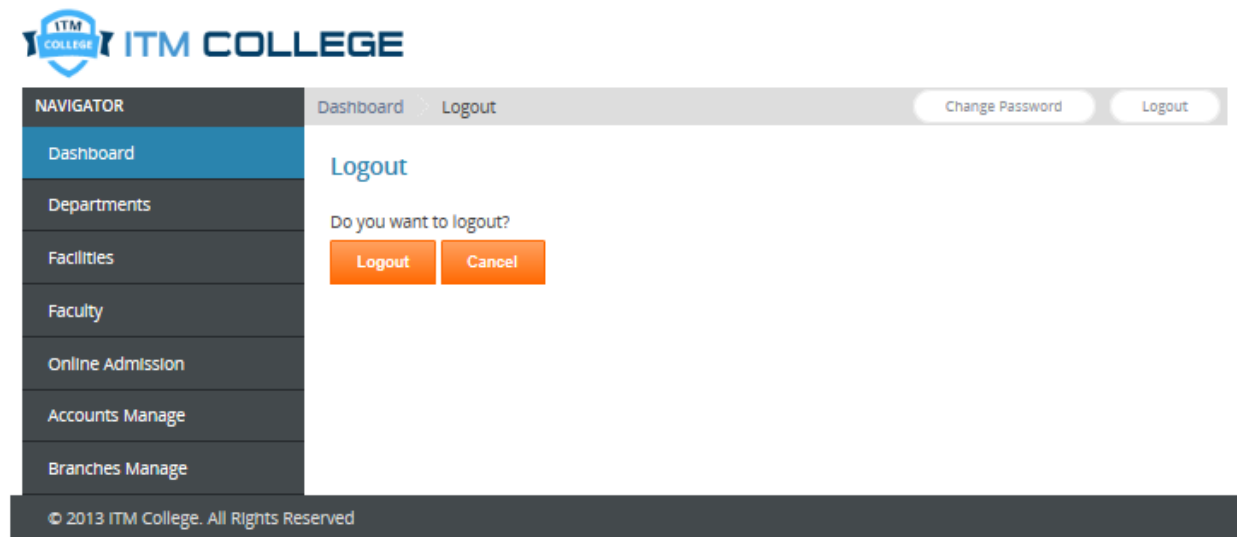 ITM
COLLEGE
ITM COLLEGE
NAVIGATOR
Dashboard Logout
Change Password
Logout
Dashboard
Departments
Facilities
Faculty
Online Admission
Accounts Manage
Branches Manage
Logout
Do you want to logout?
Logout Cancel
© 2013 ITM College. All Rights Reserved